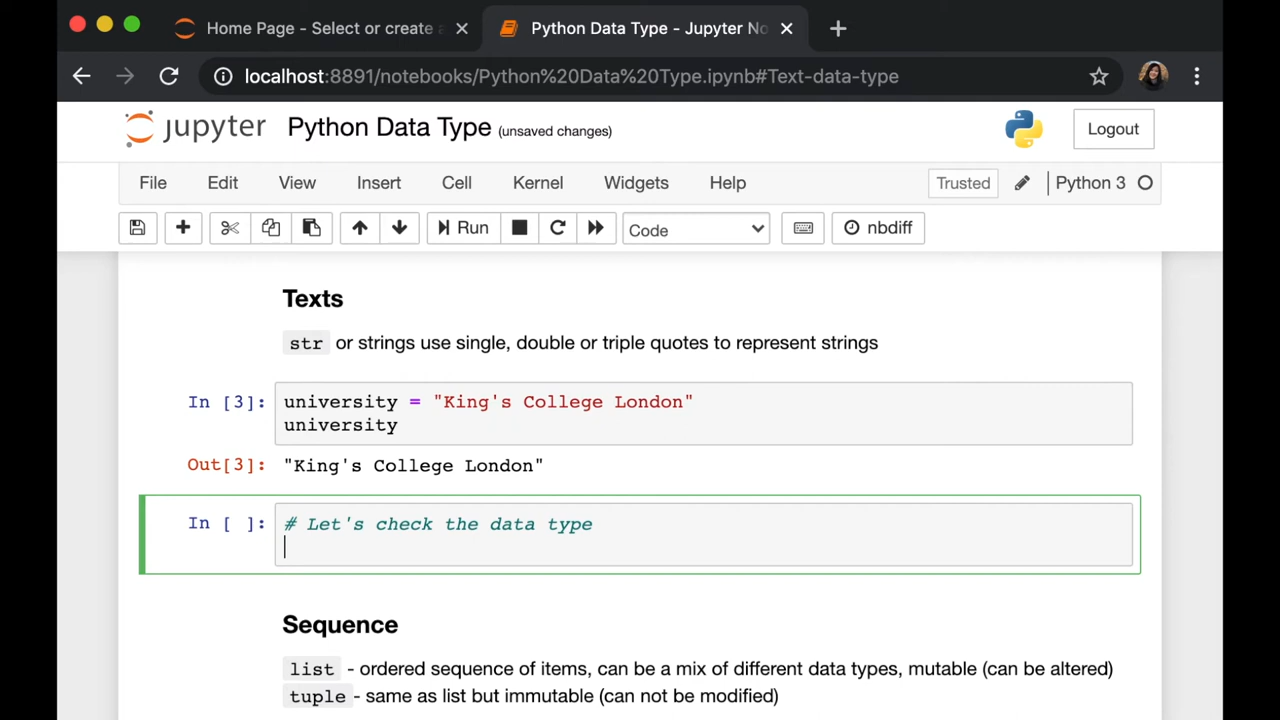 Home Page - Select or create a
Python Data Type - Jupyter No
localhost:8891/notebooks/Python%20Data%20Type.ipynb#Text-data-type
jupyter Python Data Type (unsaved changes)
Logout
File Edit View Insert Cell Kernel Widgets Help
Trusted
Python 3
Run
Code
nbdiff
Texts
str or strings use single, double or triple quotes to represent strings
In [3]: university = "King's College London"
university
Out[3]: "King's College London"
In [ ]: # Let's check the data type
Sequence
list - ordered sequence of items, can be a mix of different data types, mutable (can be altered)
tuple - same as list but immutable (can not be modified)